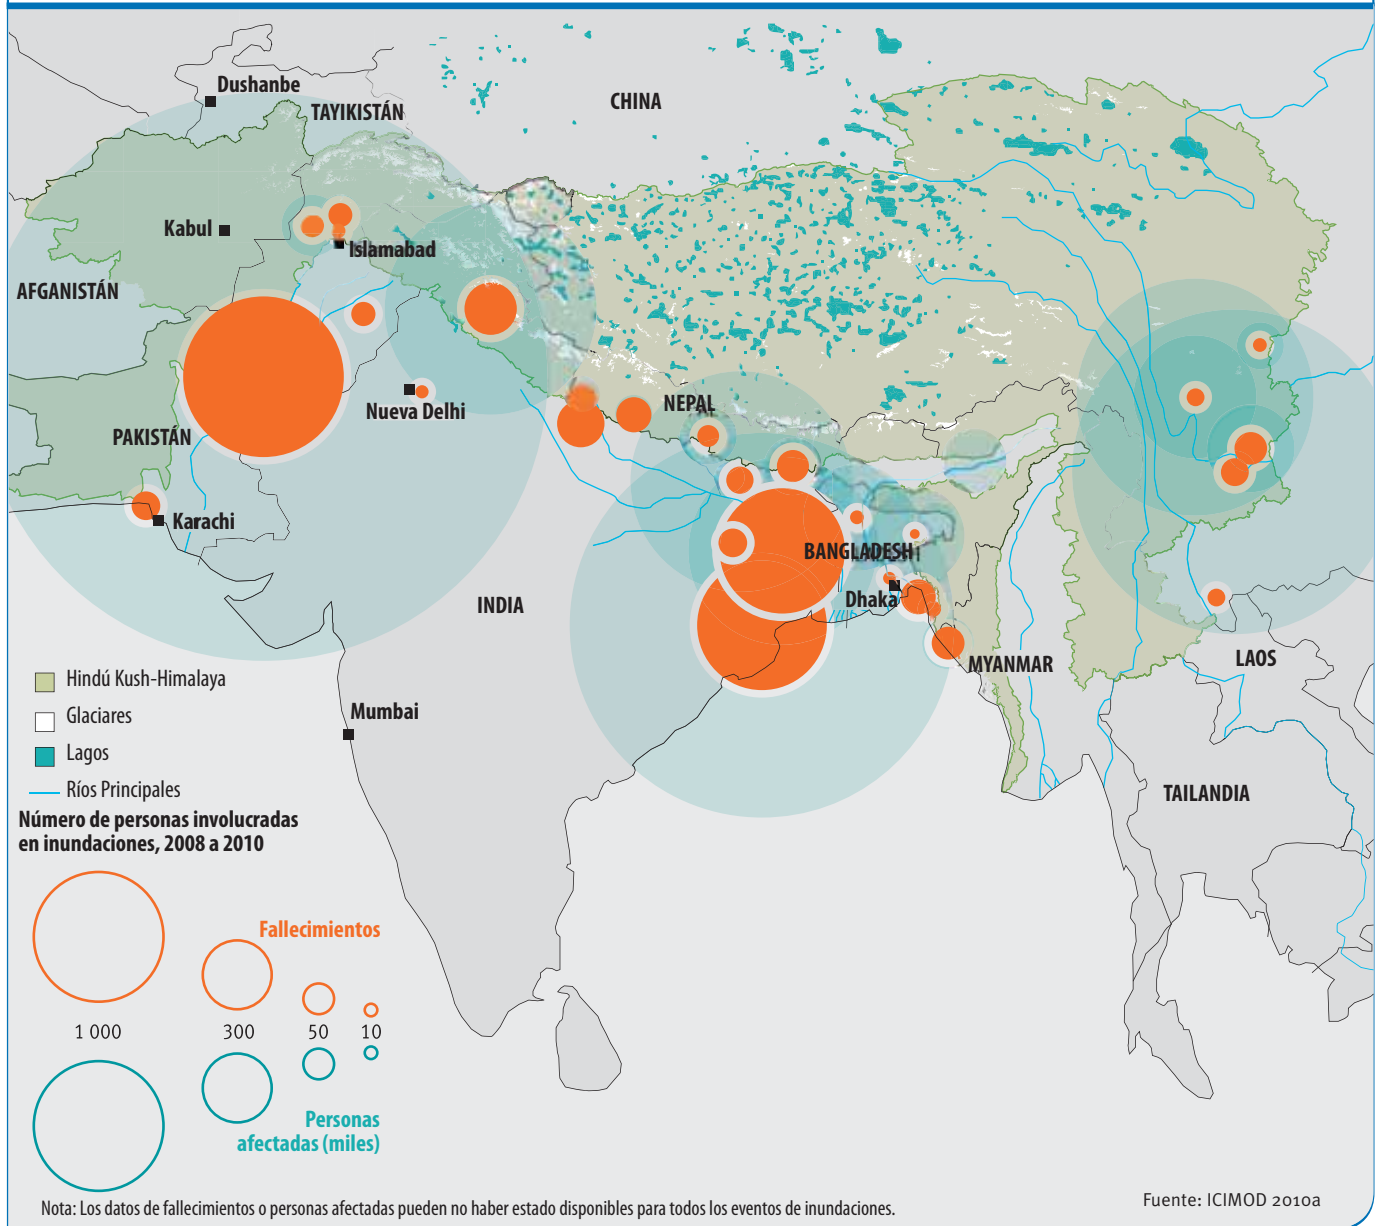 Dushanbe
TAYIKISTÁN
CHINA
Kabul
Islamabad
AFGANISTÁN
Nueva Delhi
NEPAL
PAKISTÁN
Karachi
BANGLADESH
Dhaka
INDIA
MYANMAR
LAOS
Mumbai
TAILANDIA
Hindú Kush-Himalaya
Glaciares
Lagos
Ríos Principales
Número de personas involucradas
en inundaciones, 2008 a 2010
Fallecimientos
1 000 300 50 10
Personas
afectadas (miles)
Nota: Los datos de fallecimientos o personas afectadas pueden no haber estado disponibles para todos los eventos de inundaciones.
Fuente: ICIMOD 2010a